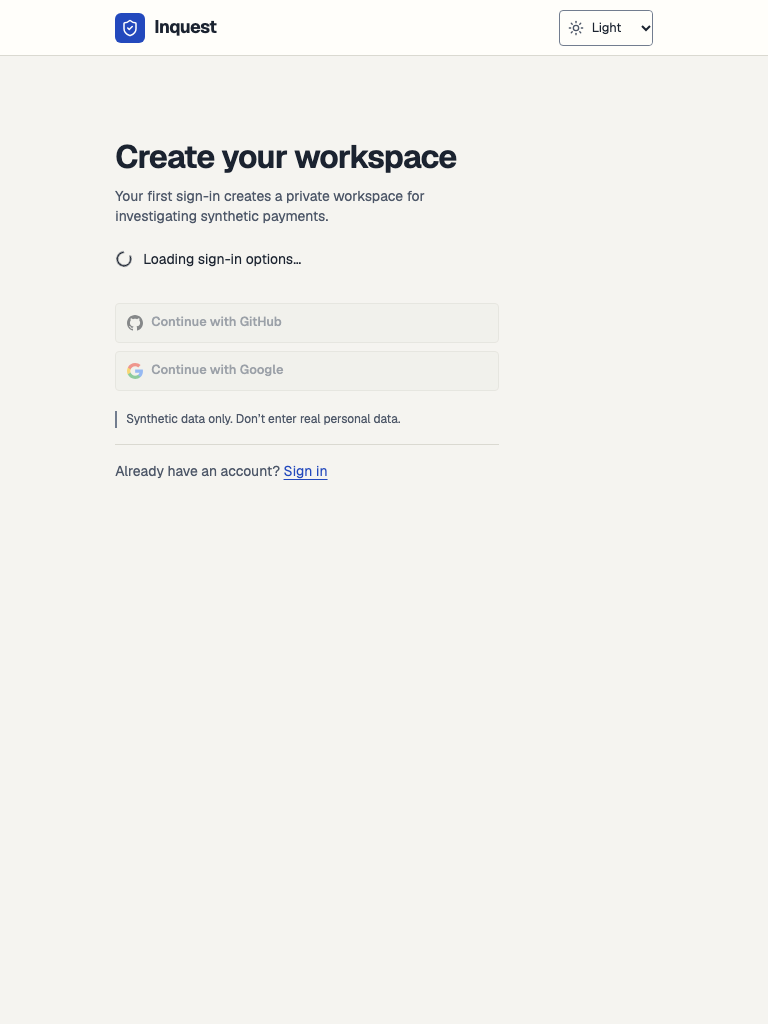 Inquest
Light
Create your workspace
Your first sign-in creates a private workspace for
investigating synthetic payments.
Loading sign-in options…
Continue with GitHub
Continue with Google
Synthetic data only. Don’t enter real personal data.
Already have an account? Sign in